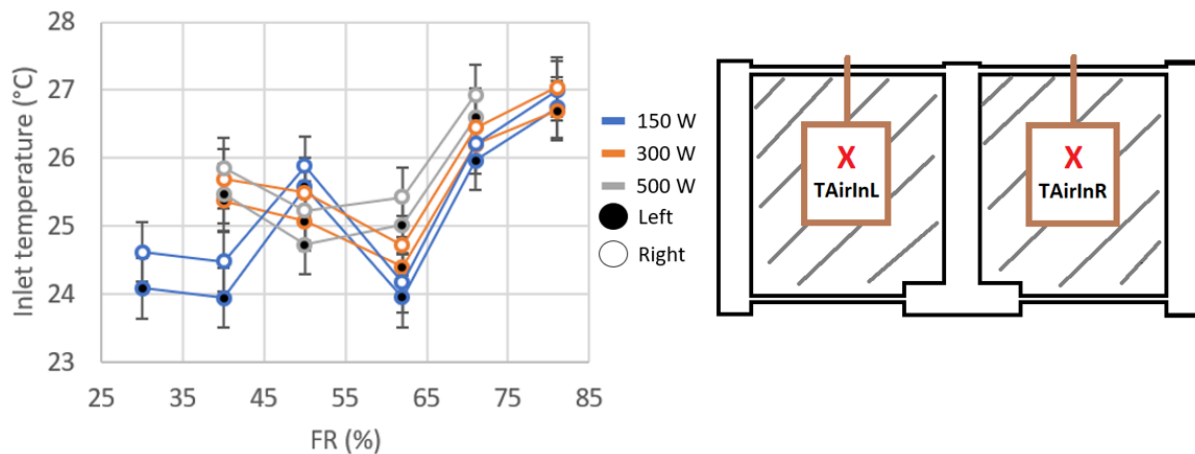 28
27
26
25
24
23
Inlet temperature (°C)
25 35 45 55 65 75 85
FR (%)
150 W
300 W
500 W
Left
Right
X X
TAirInL TAirInR